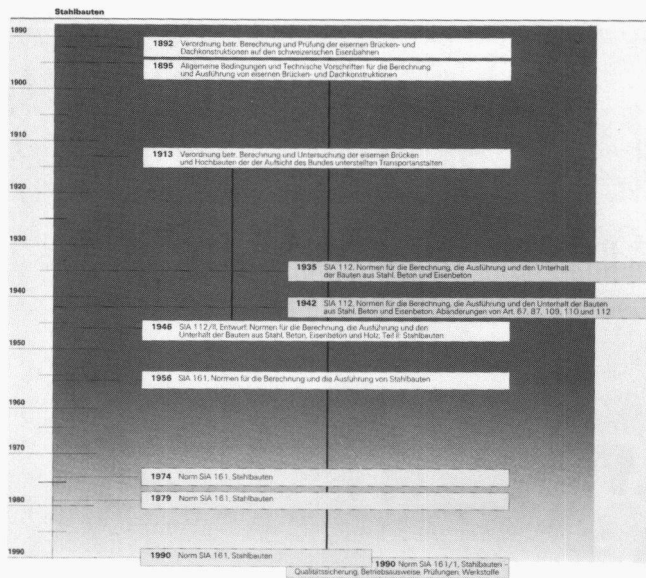 Stahlbauten
1890
1892 Verordnung betr. Berechnung und Prüfung der eisernen Brücken- und
Dachkonstruktionen auf den schweizerischen Eisenbahnen
1895 Allgemeine Bedingungen und Technische Vorschriften für die Berechnung
und Ausführung von eisernen Brücken- und Dachkonstruktionen
1900
1910
1913 Verordnung betr. Berechnung und Untersuchung der eisernen Brücken
und Hochbauten der der Aufsicht des Bundes unterstellten Transportanstalten
1920
1930
1935 SIA 112, Normen für die Berechnung, die Ausführung und den Unterhalt
der Bauten aus Stahl, Beton und Eisenbeton
1940
1942 SIA 112, Normen für die Berechnung, die Ausführung und den Unterhalt der Bauten
aus Stahl, Beton und Eisenbeton; Abänderungen von Art. 67, 87, 109, 110 und 112
1946 SIA 112/II, Entwurf: Normen für die Berechnung, die Ausführung und den
Unterhalt der Bauten aus Stahl, Beton, Eisenbeton und Holz, Teil II: Stahlbauten
1950
1956 SIA 161, Normen für die Berechnung und die Ausführung von Stahlbauten
1960
1970
1974 Norm SIA 161, Stahlbauten
1879 Norm SIA 161, Stahlbauten
1980
1990
1990 Norm SIA 161, Stahlbauten
1990 Norm SIA 161/1, Stahlbauten –
Qualitätssicherung, Betriebsausweise, Prüfungen, Werkstoffe